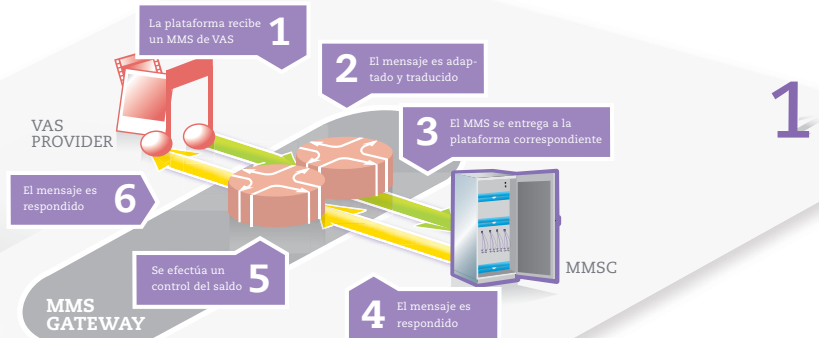 La plataforma recibe
un MMS de VAS
1
2
El mensaje es adap-
tado y traducido
3
El MMS se entrega a la
plataforma correspondiente
1
VAS
PROVIDER
El mensaje es
respondido
6
Se efectúa un
control del saldo
5
MMSC
4
El mensaje es
respondido
MMS
GATEWAY